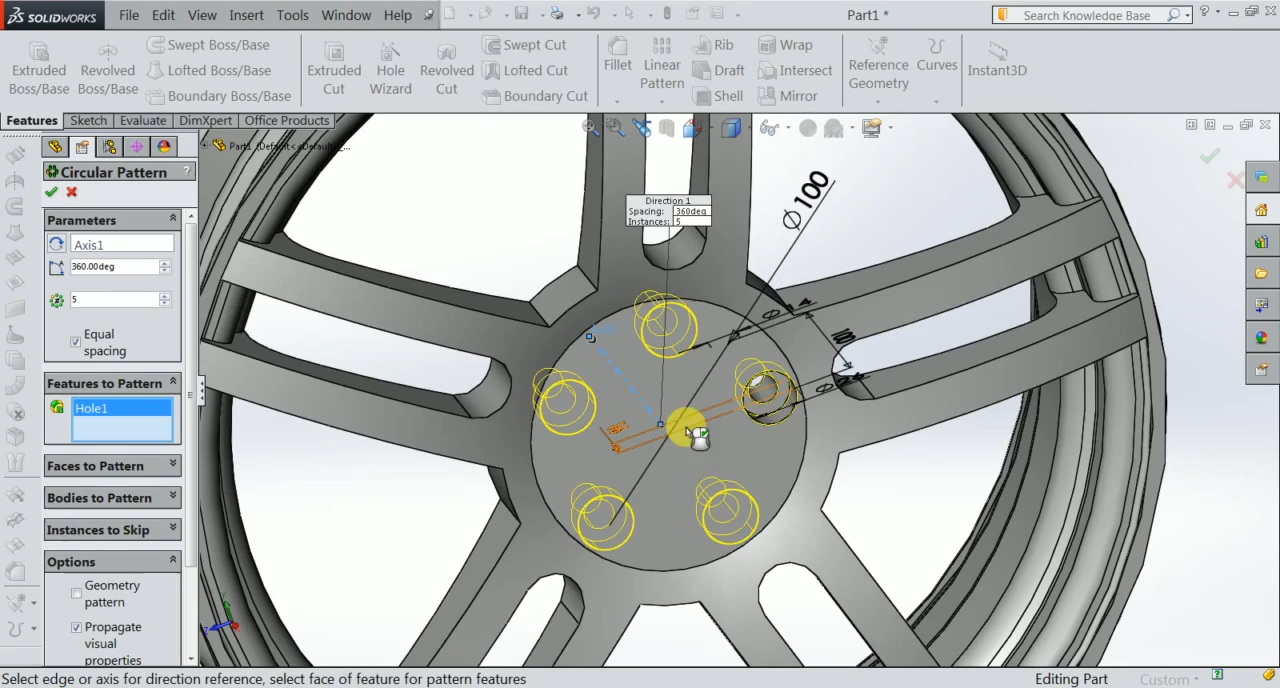 SOLIDWORKS File Edit View Insert Tools Window Help Part1 * Search Knowledge Base ?
Extruded Boss/Base
Revolved Boss/Base
Swept Boss/Base
Lofted Boss/Base
Boundary Boss/Base
Extruded Cut
Hole Wizard
Revolved Cut
Swept Cut
Lofted Cut
Boundary Cut
Fillet
Linear Pattern
Rib
Draft
Shell
Wrap
Intersect
Mirror
Reference Geometry
Curves
Instant3D
Features Sketch Evaluate DimXpert Office Products
Circular Pattern ?
Parameters
Axis1
360.00deg
5
Equal spacing
Features to Pattern
Hole1
Faces to Pattern
Bodies to Pattern
Instances to Skip
Options
Geometry pattern
Propagate visual properties
Part1 (Default<<Default>_...
Direction 1
Spacing: 360deg
Instances: 5
Ø100
Select edge or axis for direction reference, select face of feature for pattern features
Editing Part
Custom